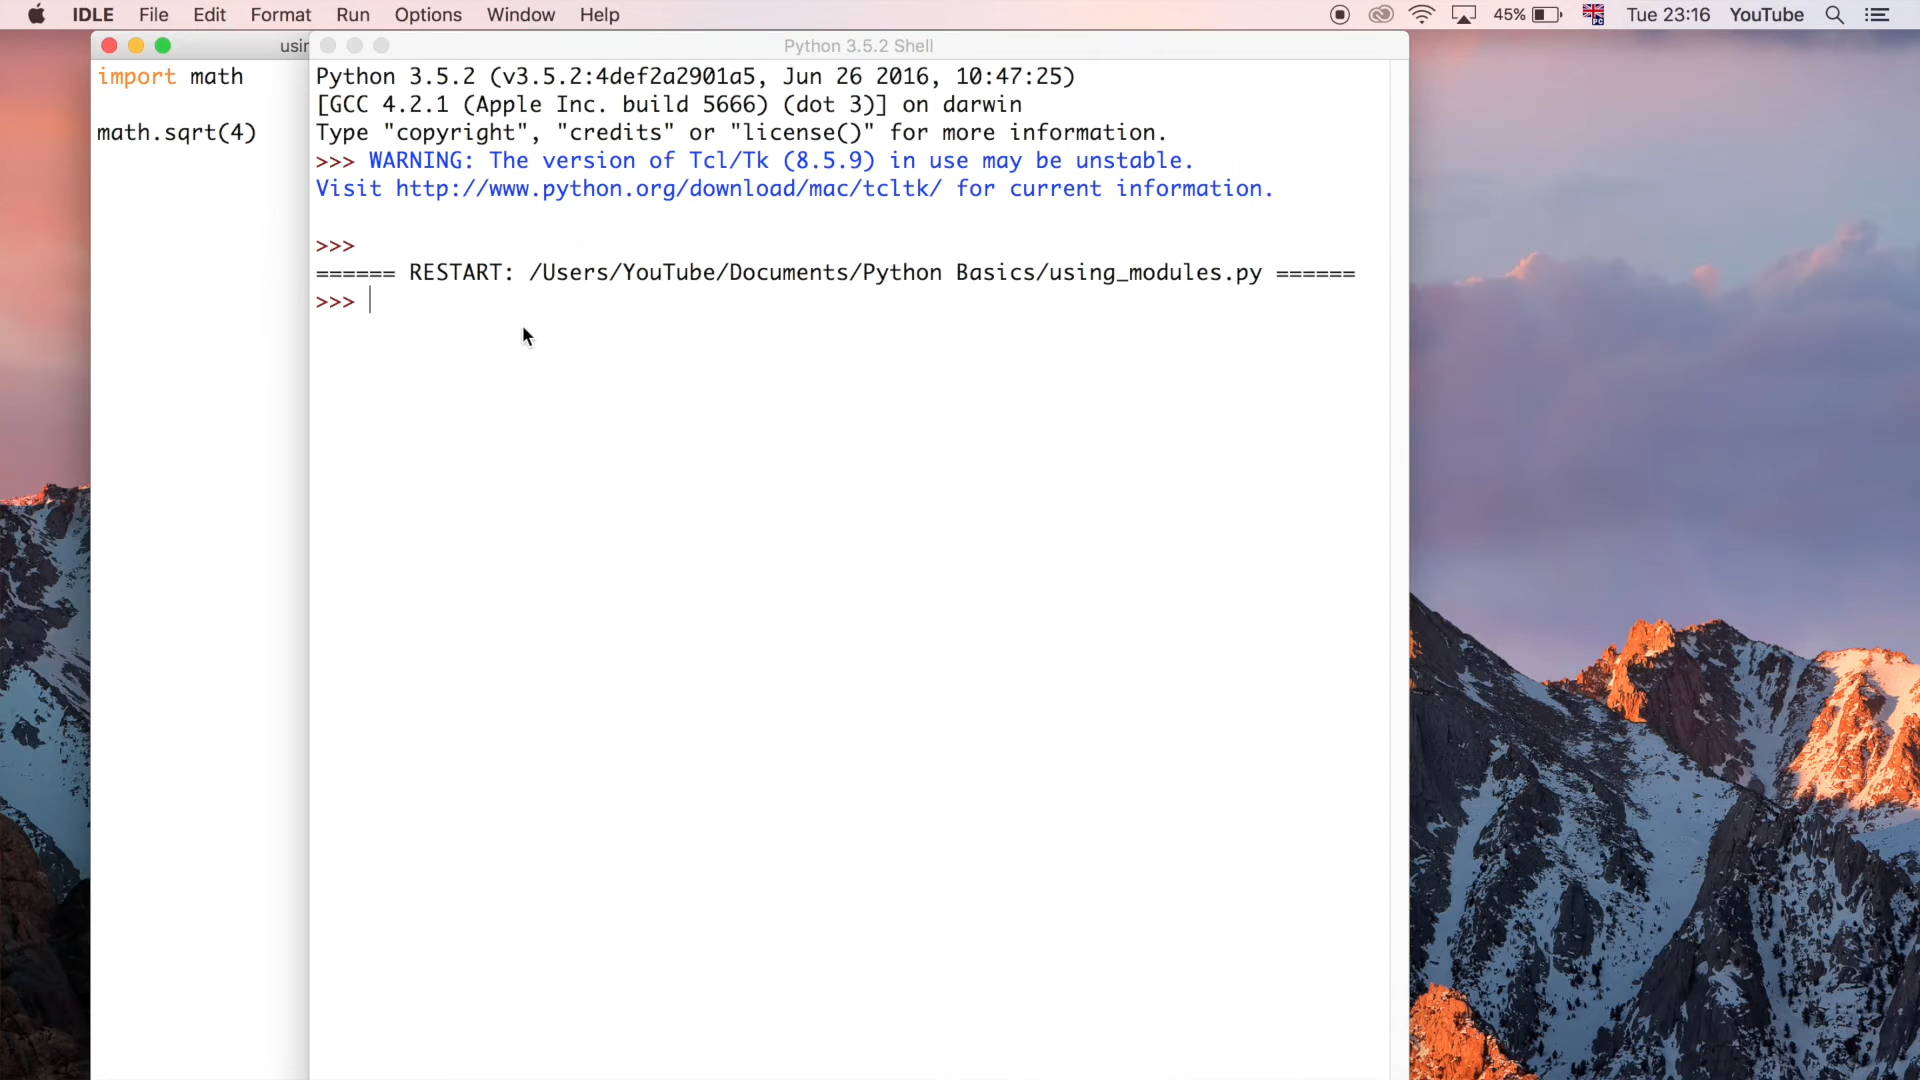 IDLE File Edit Format Run Options Window Help 45% Tue 23:16 YouTube
Python 3.5.2 Shell
import math
math.sqrt(4)
Python 3.5.2 (v3.5.2:4def2a2901a5, Jun 26 2016, 10:47:25)
[GCC 4.2.1 (Apple Inc. build 5666) (dot 3)] on darwin
Type "copyright", "credits" or "license()" for more information.
>>> WARNING: The version of Tcl/Tk (8.5.9) in use may be unstable.
Visit http://www.python.org/download/mac/tcltk/ for current information.
>>>
====== RESTART: /Users/YouTube/Documents/Python Basics/using_modules.py ======
>>>